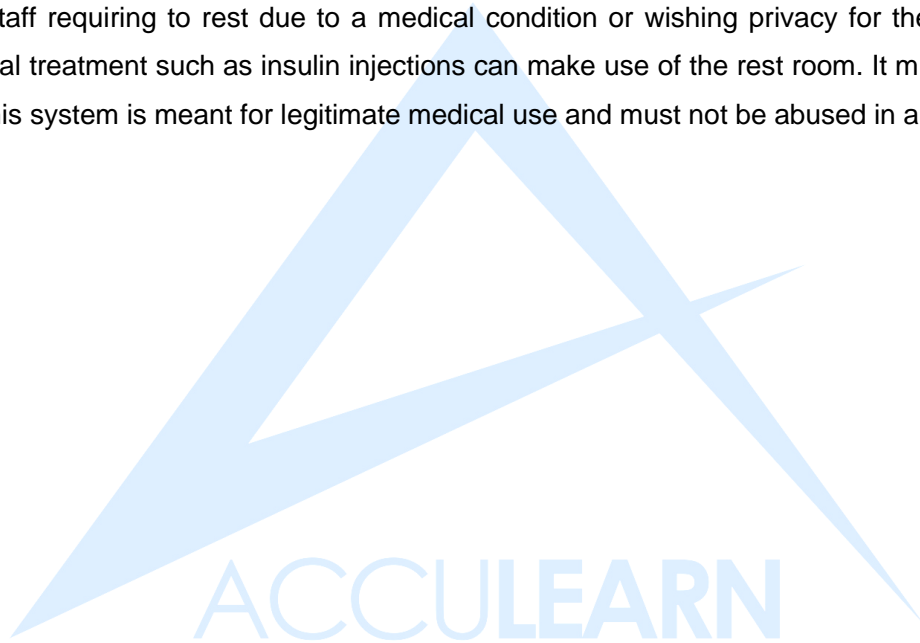 taff requiring to rest due to a medical condition or wishing privacy for the
al treatment such as insulin injections can make use of the rest room. It m
is system is meant for legitimate medical use and must not be abused in a
ACCULEARN